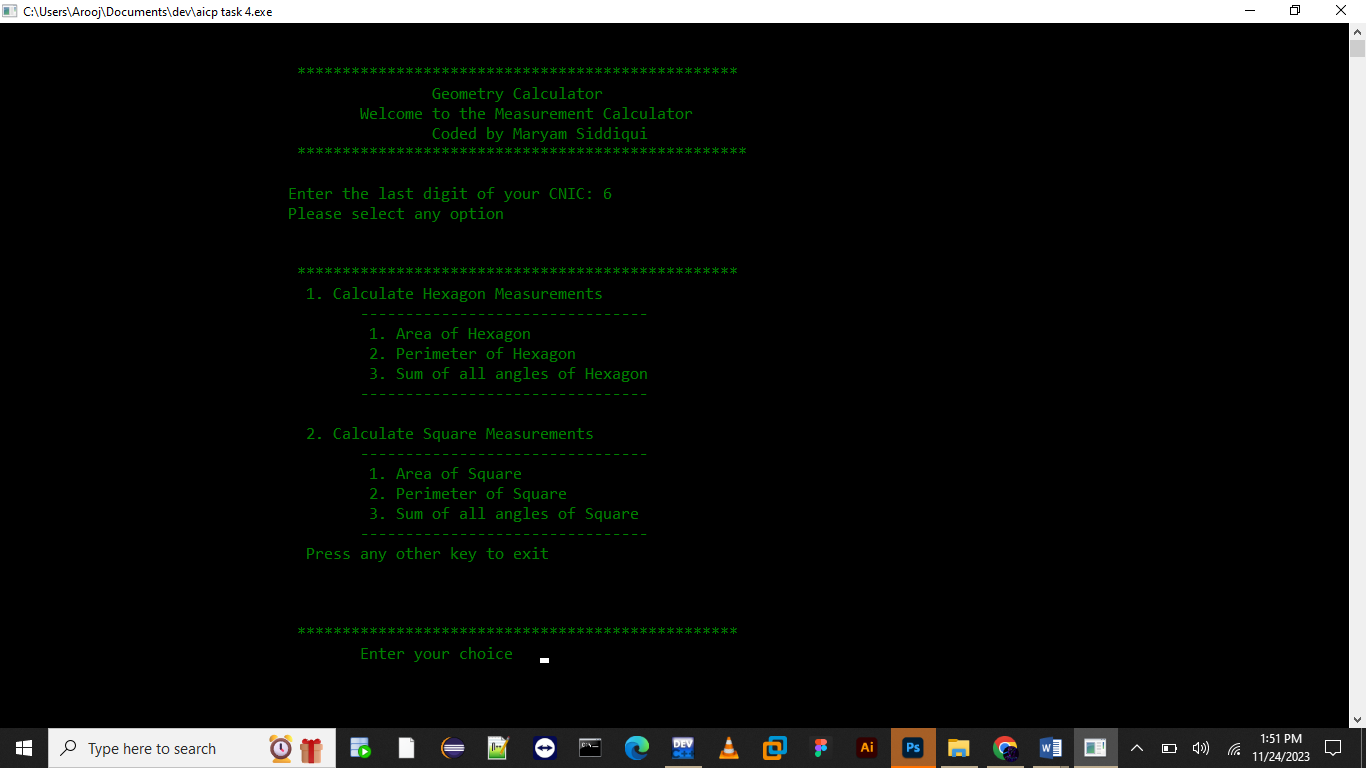 C:\Users\Arooj\Documents\dev\aicp task 4.exe
*************************************************
Geometry Calculator
Welcome to the Measurement Calculator
Coded by Maryam Siddiqui
**************************************************
Enter the last digit of your CNIC: 6
Please select any option
*************************************************
1. Calculate Hexagon Measurements
--------------------------------
1. Area of Hexagon
2. Perimeter of Hexagon
3. Sum of all angles of Hexagon
--------------------------------
2. Calculate Square Measurements
--------------------------------
1. Area of Square
2. Perimeter of Square
3. Sum of all angles of Square
--------------------------------
Press any other key to exit
*************************************************
Enter your choice
Type here to search
DEV
Ai
Ps
W
1:51 PM
11/24/2023